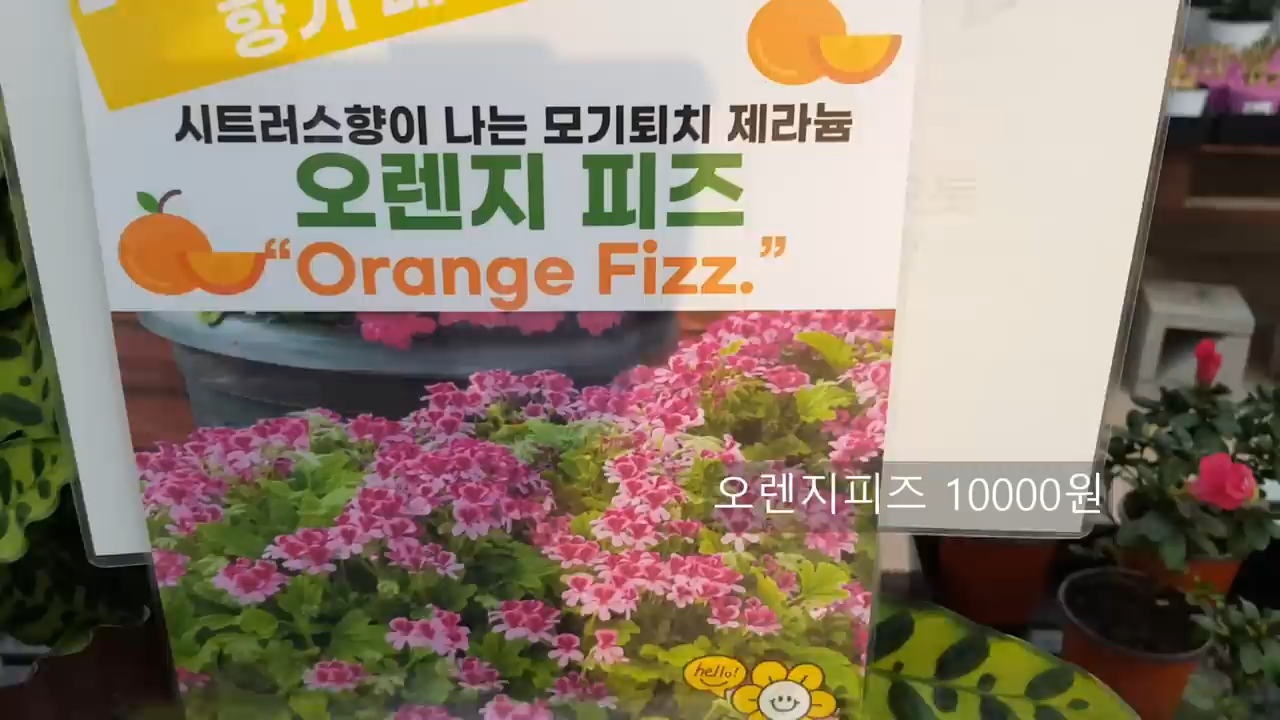 시트러스향이 나는 모기퇴치 제라늄
오렌지 피즈
“Orange Fizz.”
오렌지피즈 10000원
hello!